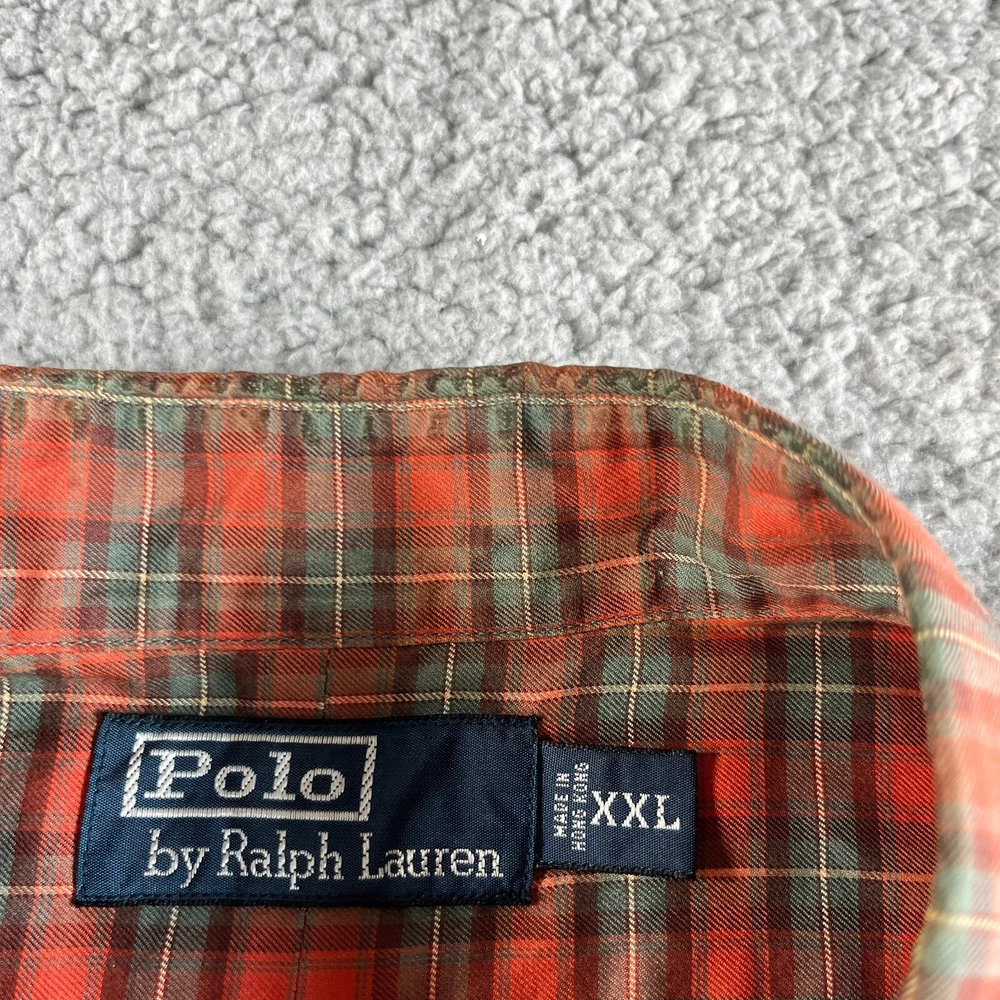 Polo
by Ralph Lauren
MADE IN
HONG KONG
XXL